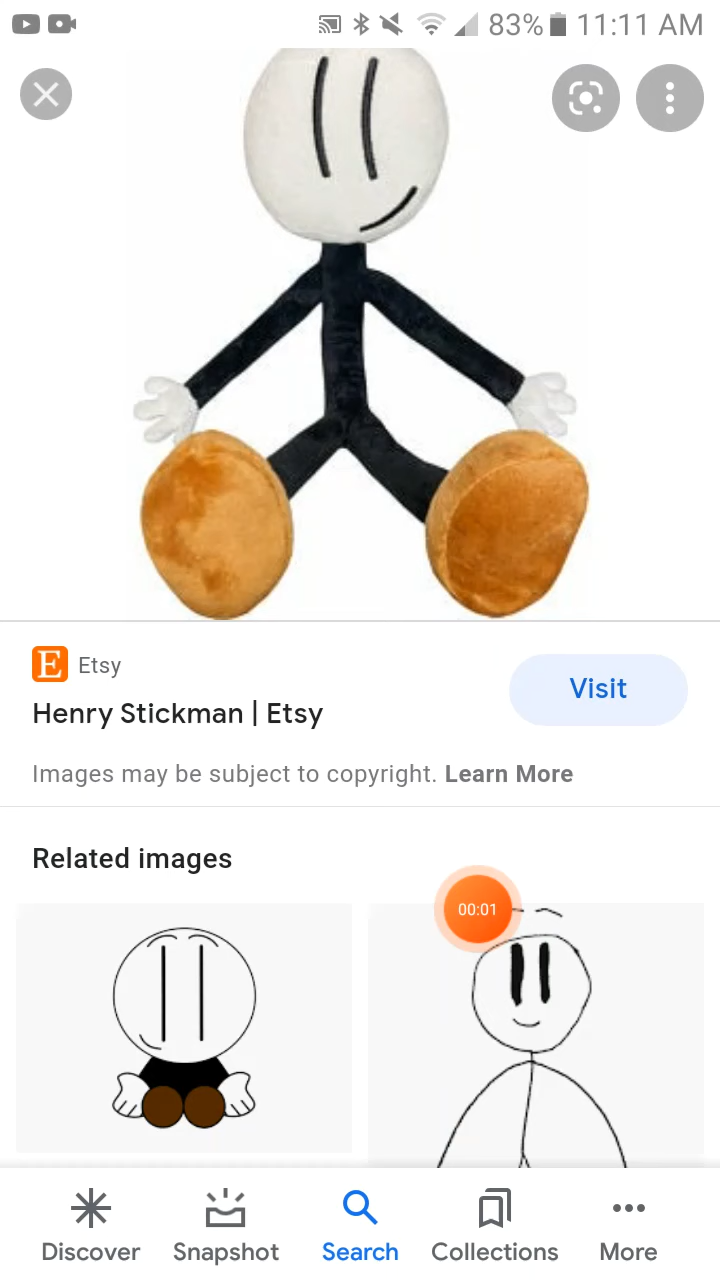 83% 11:11 AM
E Etsy
Henry Stickman | Etsy
Visit
Images may be subject to copyright. Learn More
Related images
00:01
Discover Snapshot Search Collections More